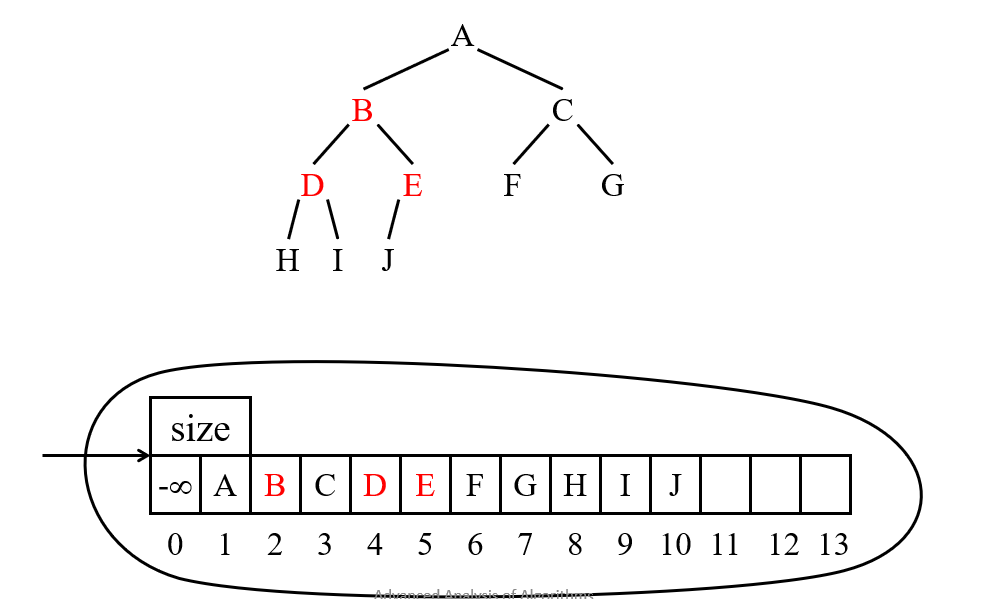 A
B C
D E F G
H I J
size
-∞ A B C D E F G H I J
0 1 2 3 4 5 6 7 8 9 10 11 12 13
Advanced Analysis of Algorithms